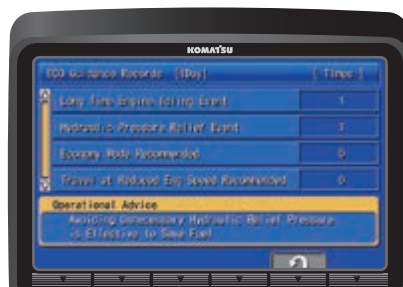 KOMATSU
ECO Guidance Records (1Day) [ Times ]
Long Time Engine Idling Event 1
Hydraulic Pressure Relief Event
Economy Mode Recommended 0
Travel at Reduced Eng Speed Recommended 0
Operational Advice
Avoiding Unnecessary Hydraulic Relief Pressure
is Effective to Save Fuel